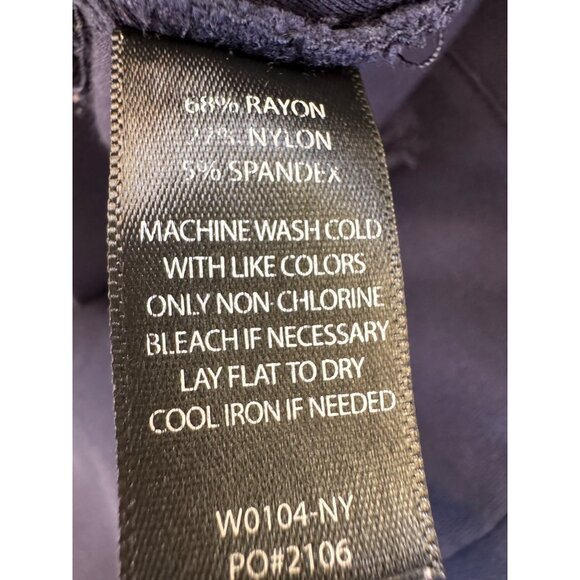 68% RAYON
NYLON
5% SPANDEX
MACHINE WASH COLD
WITH LIKE COLORS
ONLY NON-CHLORINE
BLEACH IF NECESSARY
LAY FLAT TO DRY
COOL IRON IF NEEDED
W0104-NY
PO#2106